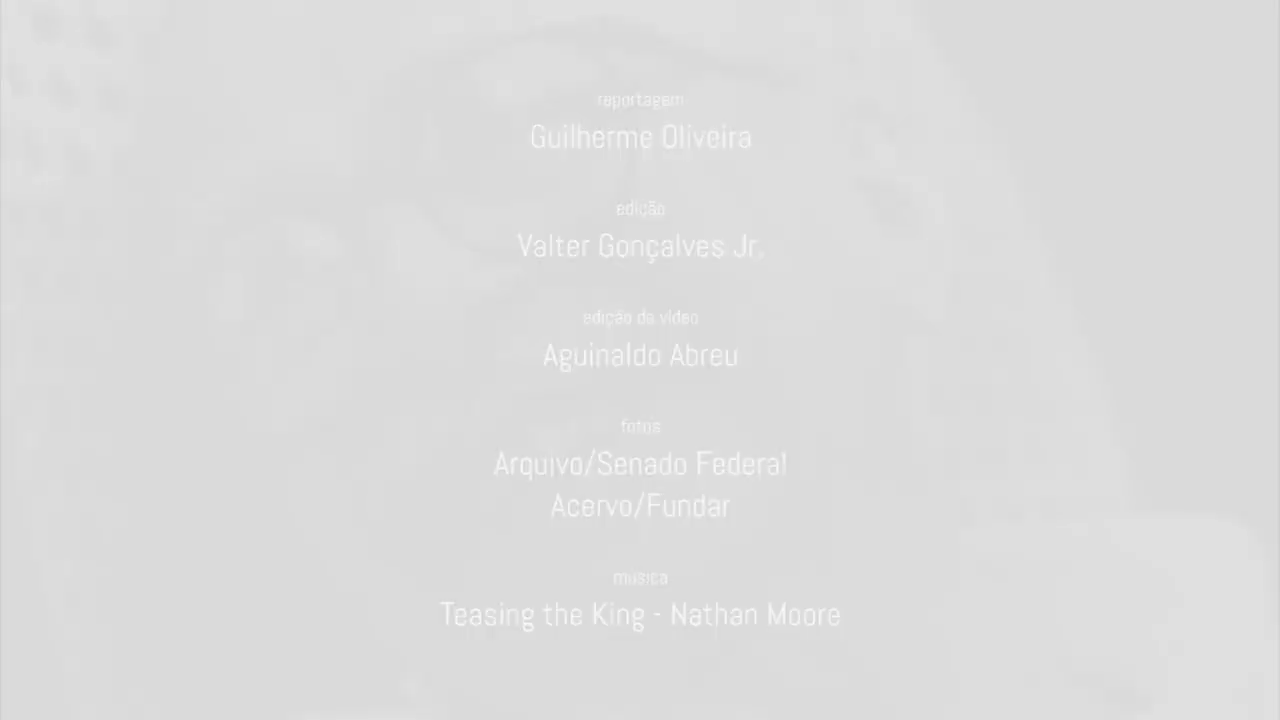 reportagem
Guilherme Oliveira
edição
Valter Gonçalves Jr.
edição de vídeo
Aguinaldo Abreu
fotos
Arquivo/Senado Federal
Acervo/Fundar
música
Teasing the King - Nathan Moore